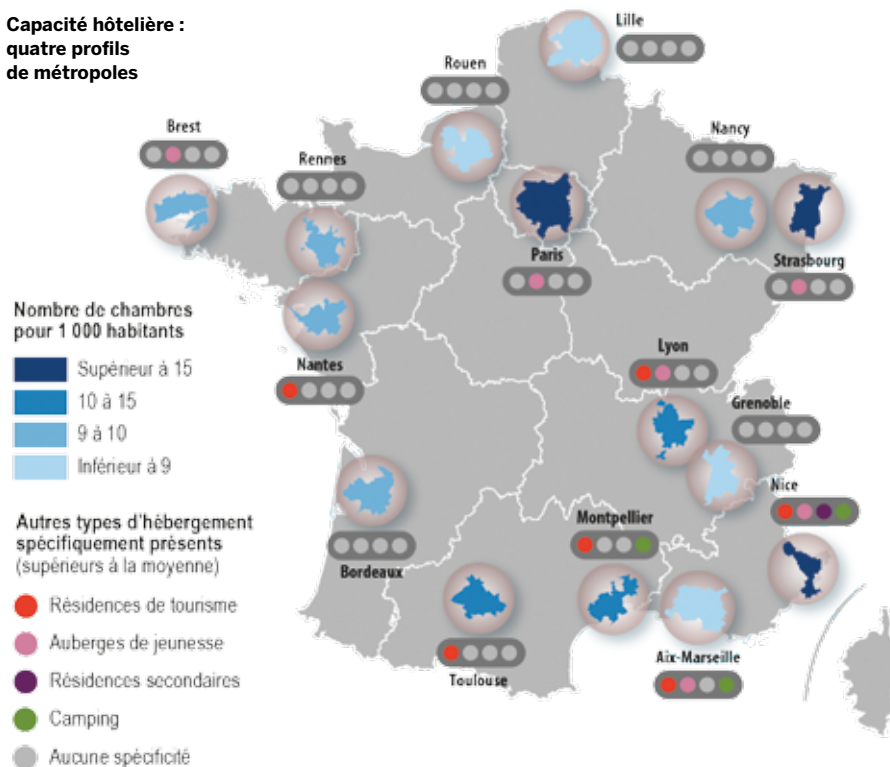 Capacité hôtelière :
quatre profils
de métropoles
Lille
Rouen
Brest
Rennes
Nancy
Paris
Strasbourg
Nombre de chambres
pour 1 000 habitants
Supérieur à 15
10 à 15
9 à 10
Inférieur à 9
Nantes
Lyon
Grenoble
Nice
Montpellier
Bordeaux
Toulouse
Aix-Marseille
Autres types d'hébergement
spécifiquement présents
(supérieurs à la moyenne)
Résidences de tourisme
Auberges de jeunesse
Résidences secondaires
Camping
Aucune spécificité